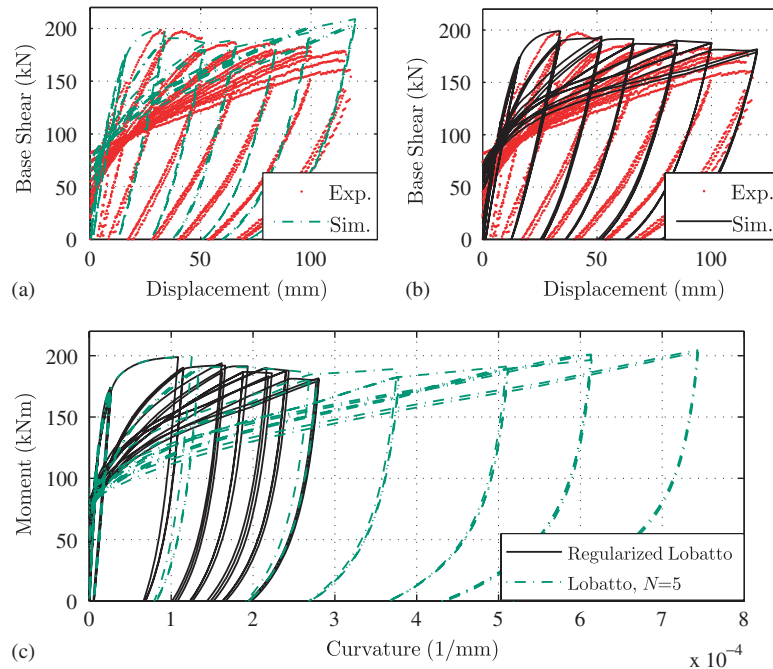 200
150
100
50
0
Base Shear (kN)
0 50 100
Displacement (mm)
Exp.
Sim.
(a)
200
150
100
50
0
Base Shear (kN)
0 50 100
Displacement (mm)
Exp.
Sim.
(b)
200
150
100
50
0
Moment (kNm)
0 1 2 3 4 5 6 7 8
Curvature (1/mm)
x 10⁻⁴
Regularized Lobatto
Lobatto, N=5
(c)